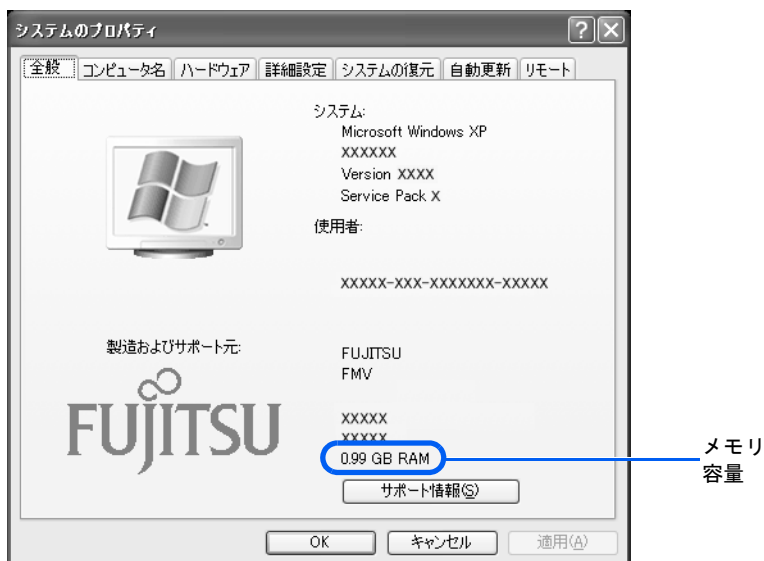 システムのプロパティ
全般 コンピュータ名 ハードウェア 詳細設定 システムの復元 自動更新 リモート
システム:
Microsoft Windows XP
XXXXXX
Version XXXX
Service Pack X
使用者:
XXXXX-XXX-XXXXXXX-XXXXX
製造およびサポート元:
FUJITSU
FUJITSU
FMV
XXXXX
XXXXX
0.99 GB RAM
メモリ
容量
サポート情報(S)
OK キャンセル 適用(A)